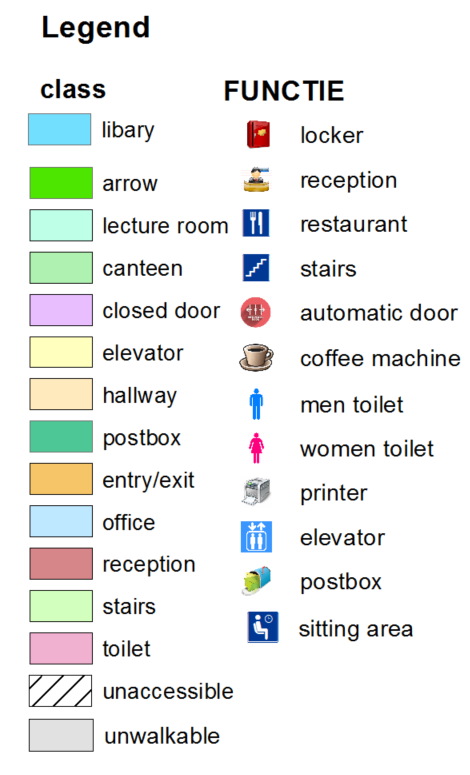 Legend
class
libary
arrow
lecture room
canteen
closed door
elevator
hallway
postbox
entry/exit
office
reception
stairs
toilet
unaccessible
unwalkable
FUNCTIE
locker
reception
restaurant
stairs
automatic door
coffee machine
men toilet
women toilet
printer
elevator
postbox
sitting area